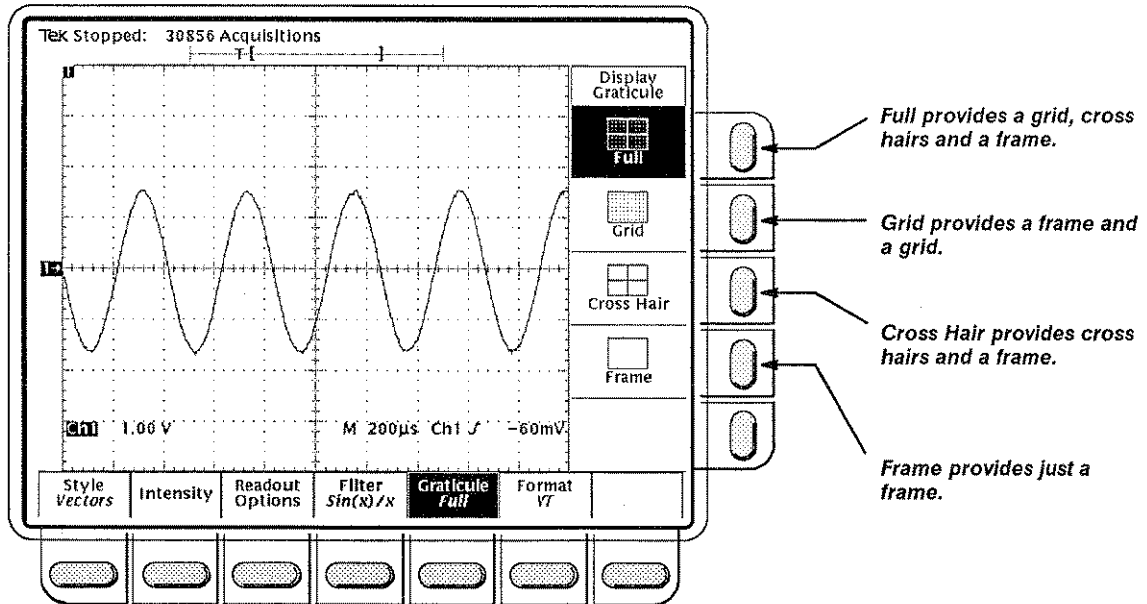 Tek Stopped: 30856 Acquisitions
T [ ]
1
Display
Graticule
Full
Grid
1→
Cross Hair
Frame
Ch1 1.00 V M 200µs Ch1 ∫ -60mV
Style
Vectors
Intensity
Readout
Options
Filter
Sin(x)/x
Graticule
Full
Format
YT
Full provides a grid, cross
hairs and a frame.
Grid provides a frame and
a grid.
Cross Hair provides cross
hairs and a frame.
Frame provides just a
frame.